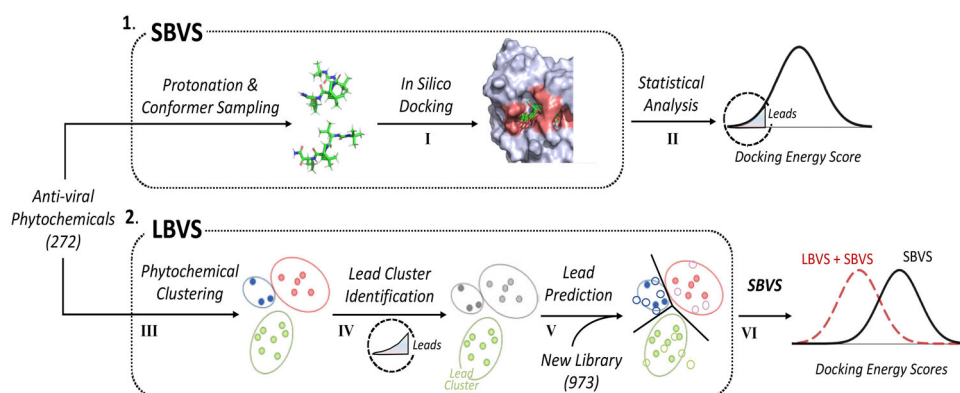 1.
SBVS
Protonation &
Conformer Sampling
In Silico
Docking
I
Statistical
Analysis
II
Leads
Docking Energy Score
Anti-viral
Phytochemicals
(272)
2.
LBVS
Phytochemical
Clustering
III
Lead Cluster
Identification
IV
Leads
Lead Cluster
Lead
Prediction
V
New Library
(973)
SBVS
VI
LBVS + SBVS
SBVS
Docking Energy Scores